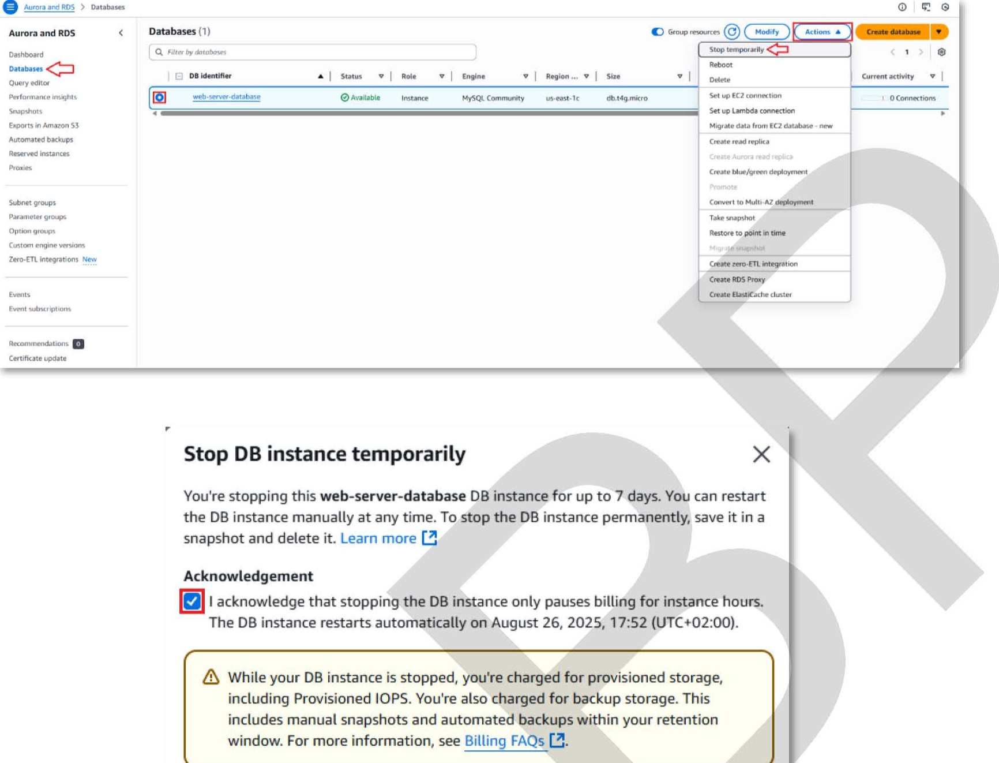 Aurora and RDS > Databases
Aurora and RDS
Dashboard
Databases
Query editor
Performance insights
Snapshots
Exports in Amazon S3
Automated backups
Reserved instances
Proxies
Subnet groups
Parameter groups
Option groups
Custom engine versions
Zero-ETL integrations New
Events
Event subscriptions
Recommendations 0
Certificate update
Databases (1)
Group resources
Modify
Actions
Create database
Filter by databases
1
DB identifier Status Role Engine Region ... Size Current activity
web-server-database Available Instance MySQL Community us-east-1c db.t4g.micro 0 Connections
Stop temporarily
Reboot
Delete
Set up EC2 connection
Set up Lambda connection
Migrate data from EC2 database - new
Create read replica
Create Aurora read replica
Create blue/green deployment
Promote
Convert to Multi-AZ deployment
Take snapshot
Restore to point in time
Migrate snapshot
Create zero-ETL integration
Create RDS Proxy
Create ElastiCache cluster
Stop DB instance temporarily
You're stopping this web-server-database DB instance for up to 7 days. You can restart
the DB instance manually at any time. To stop the DB instance permanently, save it in a
snapshot and delete it. Learn more
Acknowledgement
I acknowledge that stopping the DB instance only pauses billing for instance hours.
The DB instance restarts automatically on August 26, 2025, 17:52 (UTC+02:00).
While your DB instance is stopped, you're charged for provisioned storage,
including Provisioned IOPS. You're also charged for backup storage. This
includes manual snapshots and automated backups within your retention
window. For more information, see Billing FAQs.